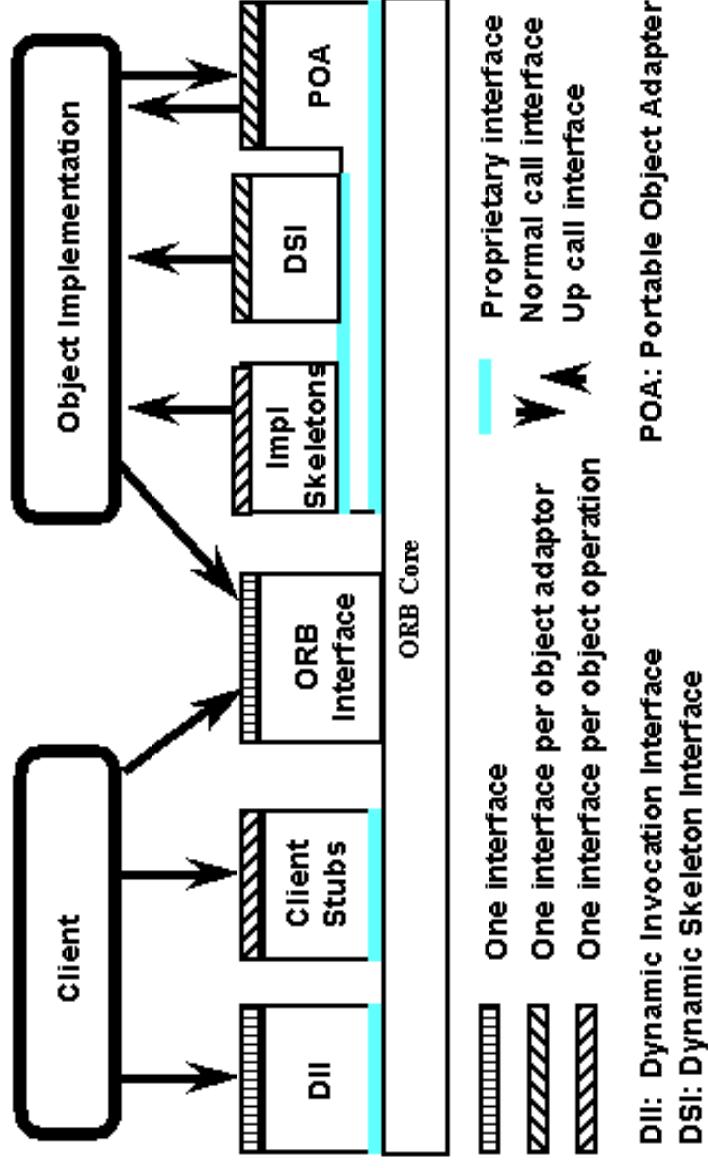 Client
Object Implementation
DII
Client
Stubs
ORB
Interface
Impl
Skeletons
DSI
POA
ORB Core
One interface
One interface per object adaptor
One interface per object operation
Proprietary interface
Normal call interface
Up call interface
DII: Dynamic Invocation Interface
DSI: Dynamic Skeleton Interface
POA: Portable Object Adapter